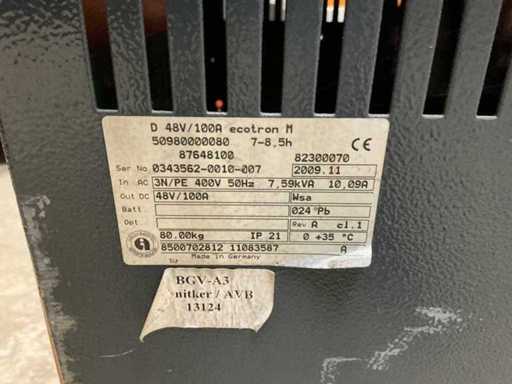 D 48V/100A ecotron M
50980000080 7-8,5h
87648100 82300070
CE
Ser No. 0343562-0010-007 2009.11
In AC 3N/PE 400V 50Hz 7,59kVA 10,09A
Out DC 48V/100A Wsa
Batt. 024 Pb
Opt. Rev. A cl.1
80.00kg IP 21 0 +35 °C
8500702812 11083587 A
SU Made in Germany
BGV-A3
nitker / AVB
13124